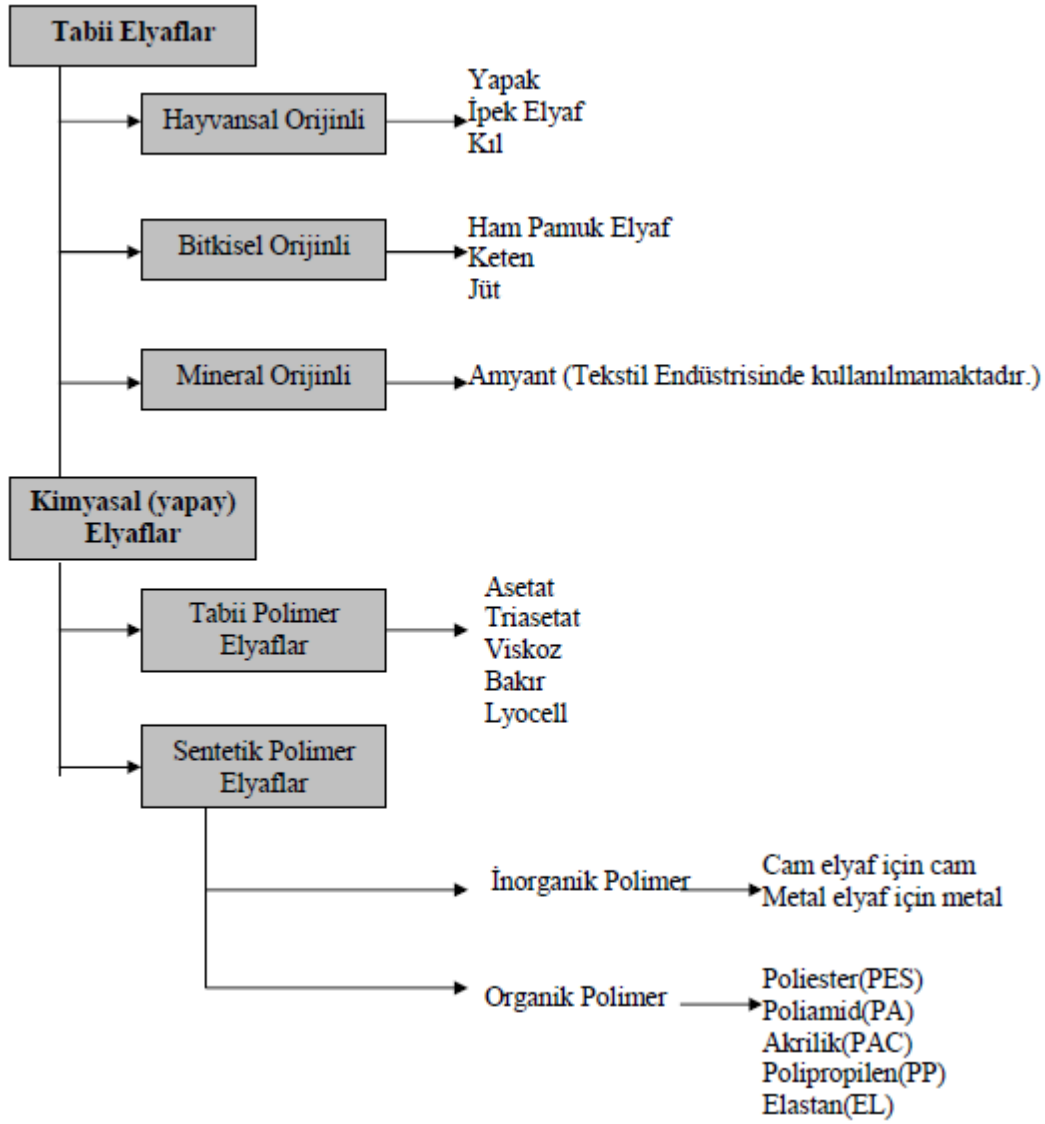 Tabii Elyaflar
Hayvansal Orijinli
Yapak
İpek Elyaf
Kıl
Bitkisel Orijinli
Ham Pamuk Elyaf
Keten
Jüt
Mineral Orijinli
Amyant (Tekstil Endüstrisinde kullanılmamaktadır.)
Kimyasal (yapay)
Elyaflar
Tabii Polimer
Elyaflar
Asetat
Triasetat
Viskoz
Bakır
Lyocell
Sentetik Polimer
Elyaflar
İnorganik Polimer
Cam elyaf için cam
Metal elyaf için metal
Organik Polimer
Poliester(PES)
Poliamid(PA)
Akrilik(PAC)
Polipropilen(PP)
Elastan(EL)